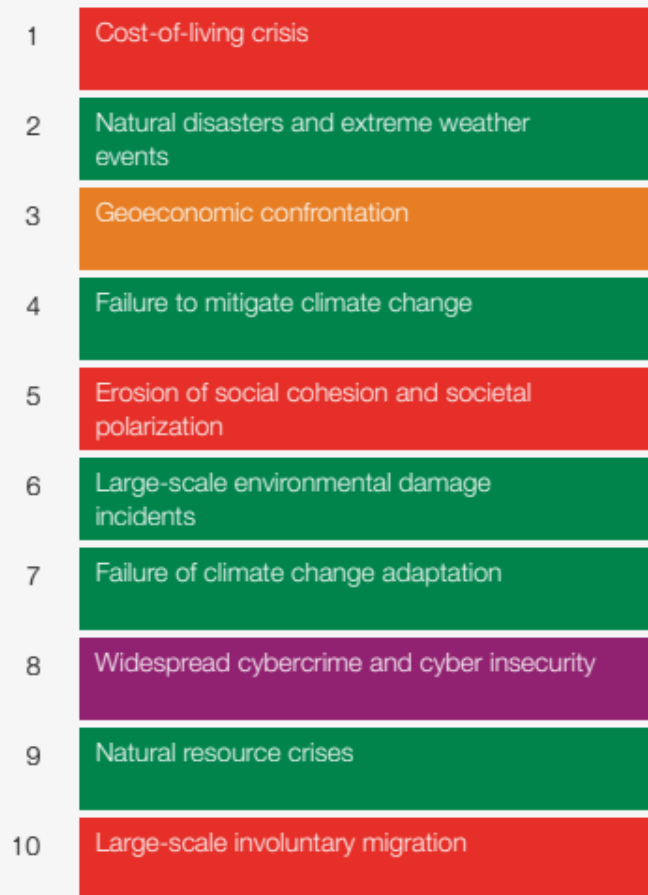 1 Cost-of-living crisis
2 Natural disasters and extreme weather
events
3 Geoeconomic confrontation
4 Failure to mitigate climate change
5 Erosion of social cohesion and societal
polarization
6 Large-scale environmental damage
incidents
7 Failure of climate change adaptation
8 Widespread cybercrime and cyber insecurity
9 Natural resource crises
10 Large-scale involuntary migration